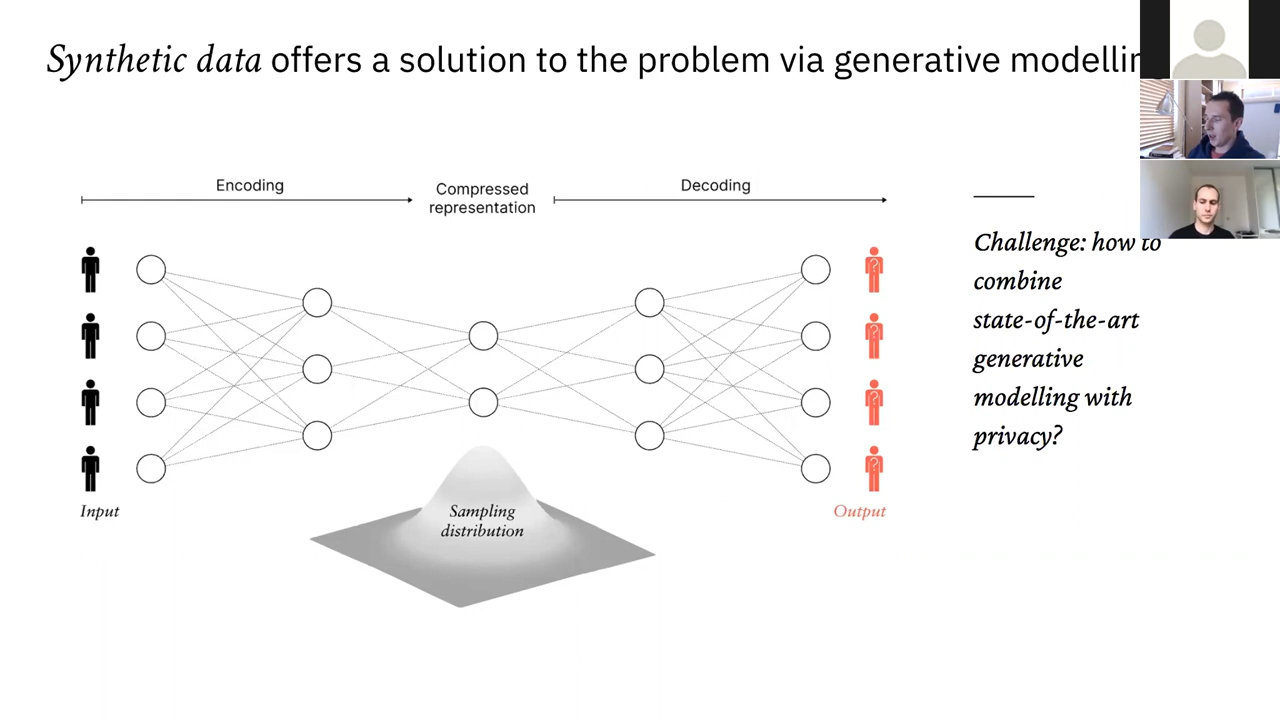 Synthetic data offers a solution to the problem via generative
Encoding
Compressed
representation
Decoding
Challenge: how to
combine
state-of-the-art
generative
modelling with
privacy?
? 
?
?
?
Input
Sampling
distribution
Output